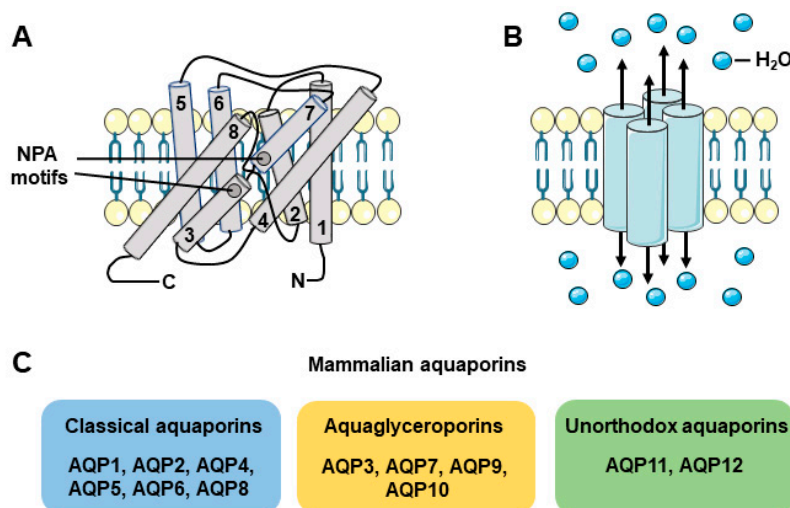 A
B
5
6
8
7
3
4
2
1
NPA
motifs
C
N
H₂O
C
Mammalian aquaporins
Classical aquaporins
AQP1, AQP2, AQP4,
AQP5, AQP6, AQP8
Aquaglyceroporins
AQP3, AQP7, AQP9,
AQP10
Unorthodox aquaporins
AQP11, AQP12